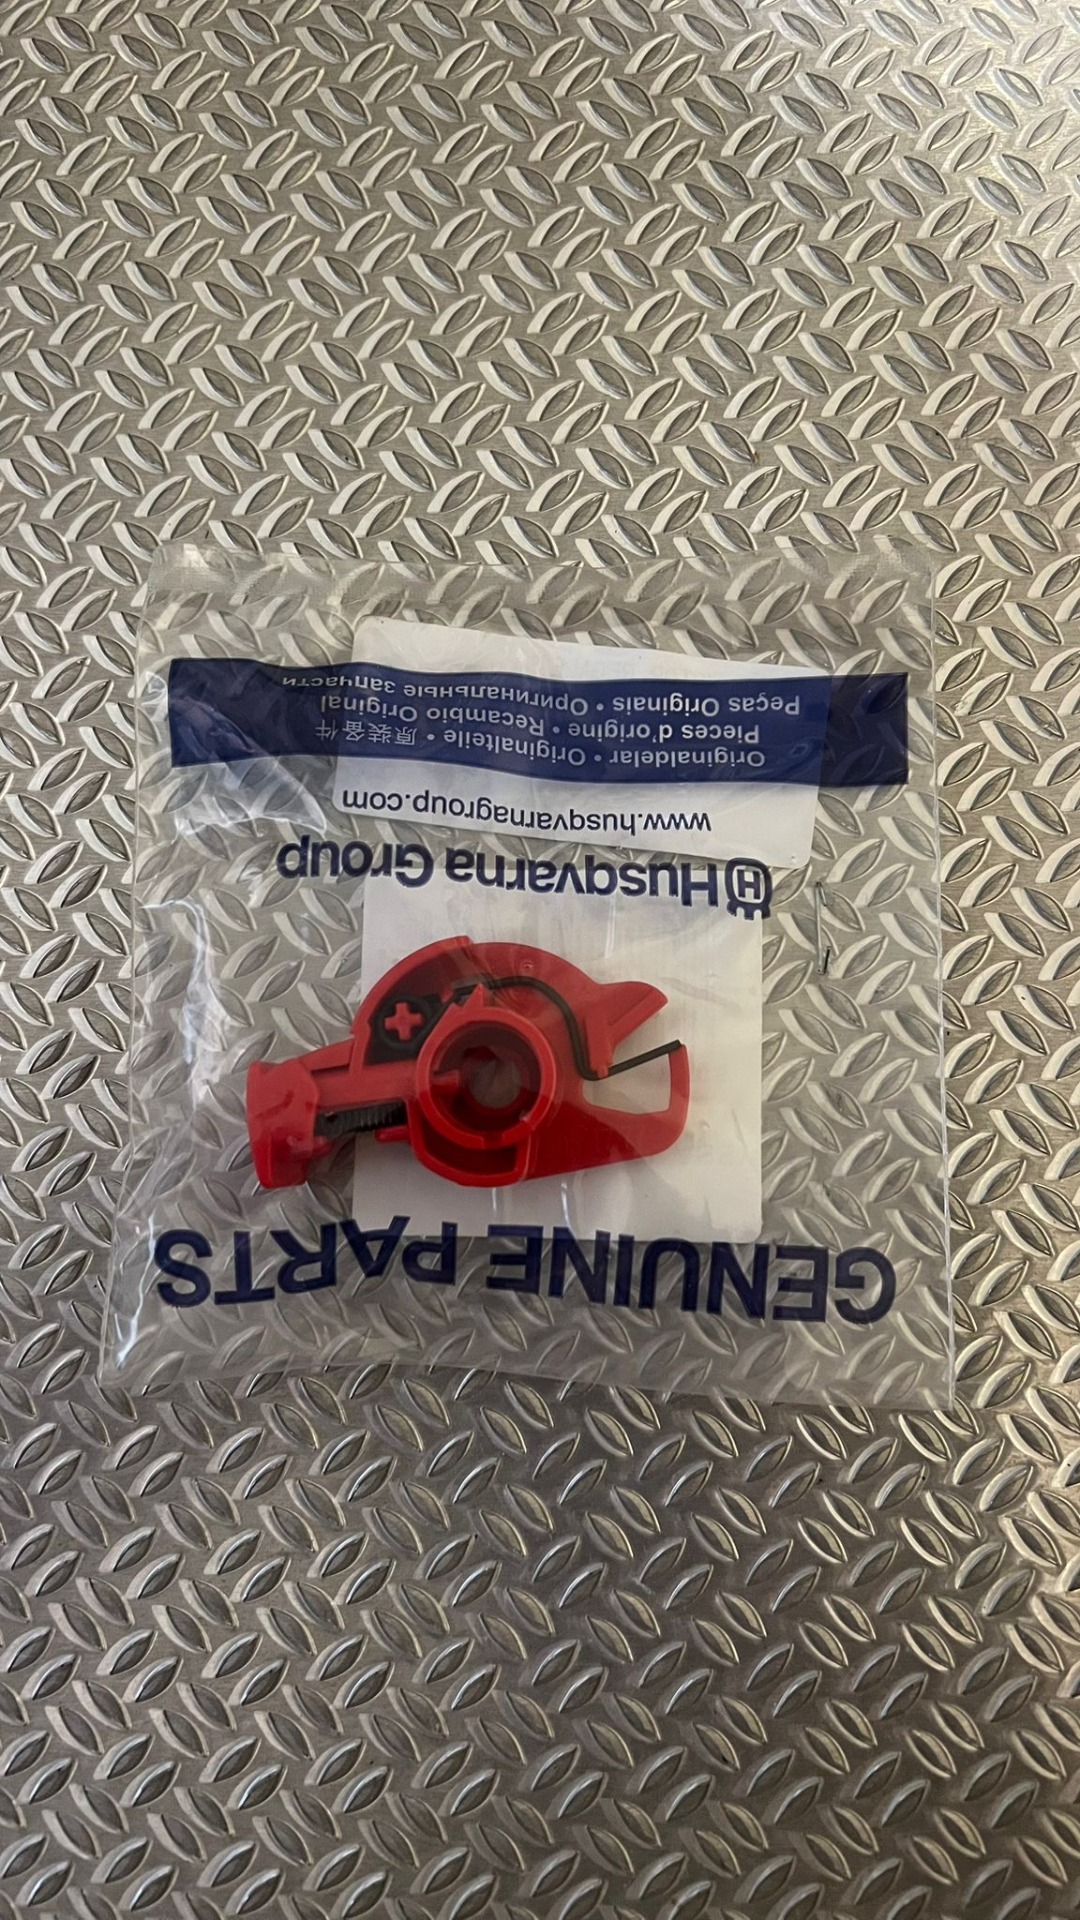 GENUINE PARTS
Husqvarna Group
www.husqvarnagroup.com
Originaldelar • Originalteile • 原装备件
Pieces d'origine • Recambio Original
Peças Originais • Оригинальные запчасти